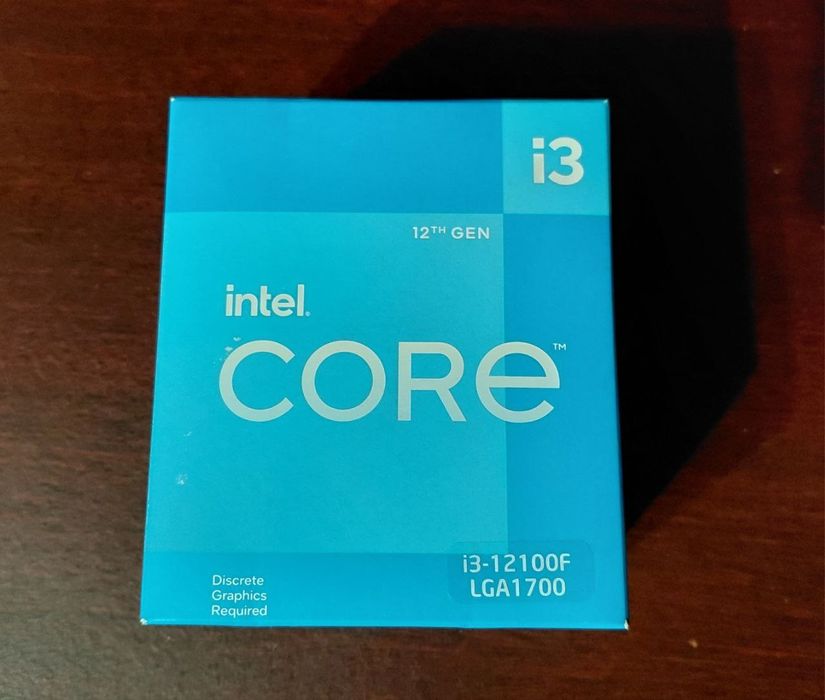 i3
12TH GEN
intel.
CORE™
i3-12100F
LGA1700
Discrete
Graphics
Required